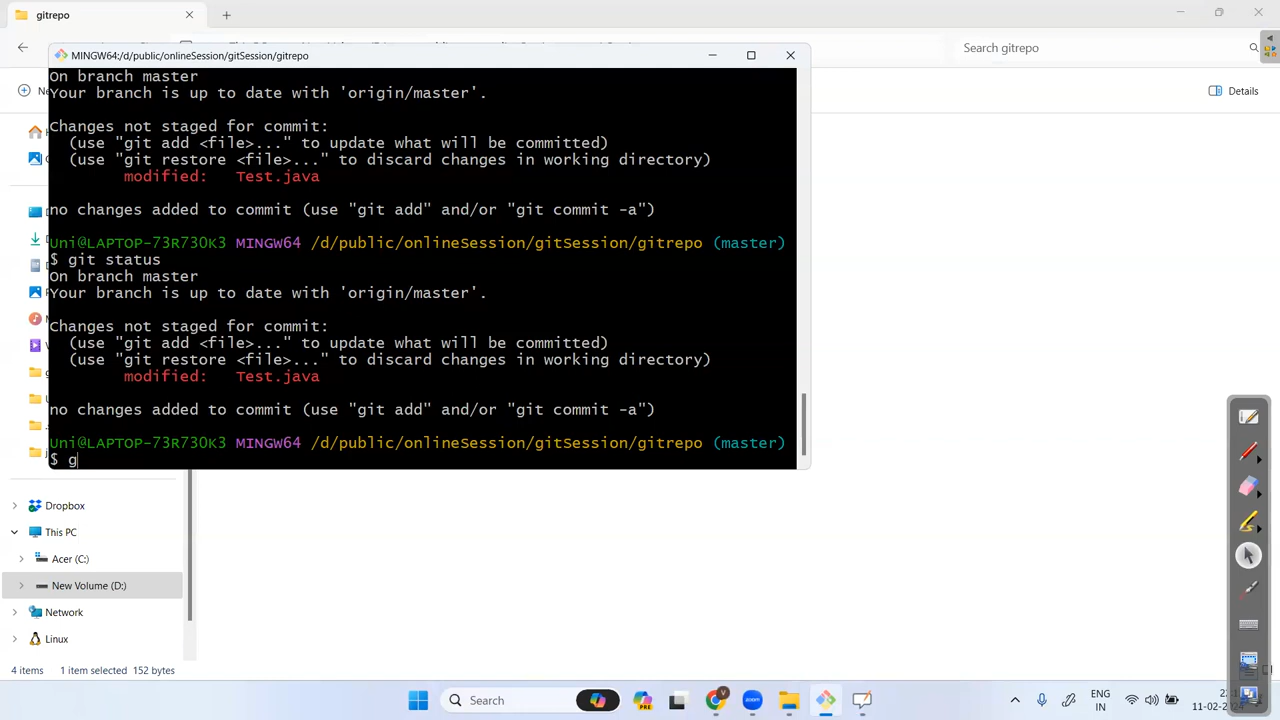 gitrepo
MINGW64:/d/public/onlineSession/gitSession/gitrepo
Search gitrepo
Details
On branch master
Your branch is up to date with 'origin/master'.
Changes not staged for commit:
(use "git add <file>..." to update what will be committed)
(use "git restore <file>..." to discard changes in working directory)
modified: Test.java
no changes added to commit (use "git add" and/or "git commit -a")
Uni@LAPTOP-73R730K3 MINGW64 /d/public/onlineSession/gitSession/gitrepo (master)
$ git status
On branch master
Your branch is up to date with 'origin/master'.
Changes not staged for commit:
(use "git add <file>..." to update what will be committed)
(use "git restore <file>..." to discard changes in working directory)
modified: Test.java
no changes added to commit (use "git add" and/or "git commit -a")
Uni@LAPTOP-73R730K3 MINGW64 /d/public/onlineSession/gitSession/gitrepo (master)
$ g
Dropbox
This PC
Acer (C:)
New Volume (D:)
Network
Linux
4 items 1 item selected 152 bytes
Search
PRE
zoom
ENG
IN